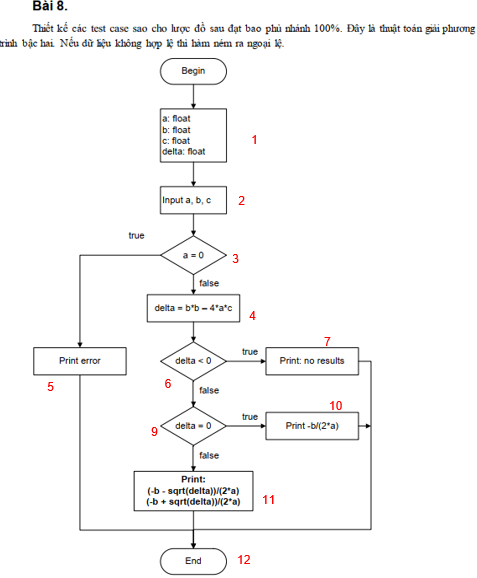 Bài 8.
Thiết kế các test case sao cho lược đồ sau đạt bao phủ nhánh 100%. Đây là thuật toán giải phương
trình bậc hai. Nếu dữ liệu không hợp lệ thì hàm ném ra ngoại lệ.
Begin
a: float
b: float
c: float
delta: float
1
Input a, b, c
2
true
a = 0
3
false
delta = b*b – 4*a*c
4
Print error
5
delta < 0
6
true
7
Print: no results
false
delta = 0
9
true
10
Print -b/(2*a)
false
Print:
(-b - sqrt(delta))/(2*a)
(-b + sqrt(delta))/(2*a)
11
End
12